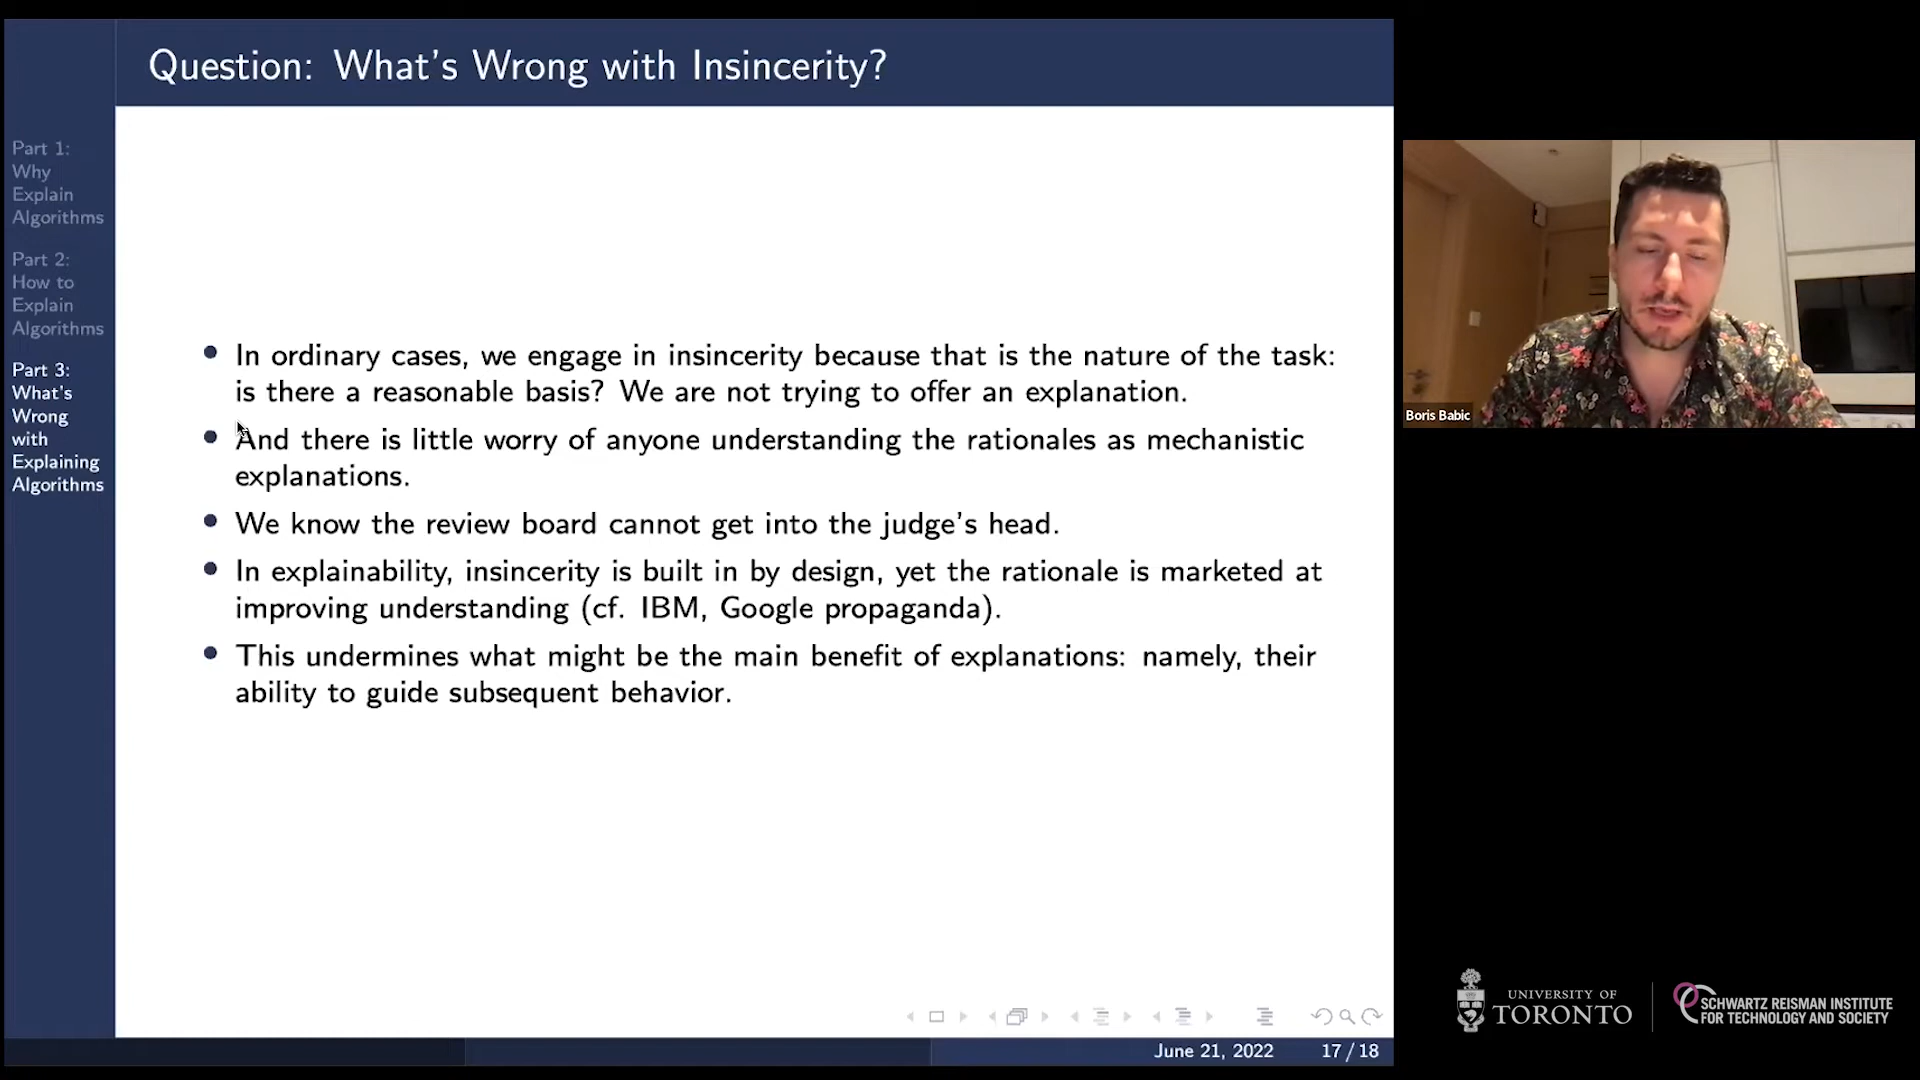 Question: What's Wrong with Insincerity?
Part 1:
Why
Explain
Algorithms
Part 2:
How to
Explain
Algorithms
Part 3:
What's
Wrong
with
Explaining
Algorithms
In ordinary cases, we engage in insincerity because that is the nature of the task:
is there a reasonable basis? We are not trying to offer an explanation.
And there is little worry of anyone understanding the rationales as mechanistic
explanations.
We know the review board cannot get into the judge's head.
In explainability, insincerity is built in by design, yet the rationale is marketed at
improving understanding (cf. IBM, Google propaganda).
This undermines what might be the main benefit of explanations: namely, their
ability to guide subsequent behavior.
June 21, 2022 17 / 18
Boris Babic
UNIVERSITY OF
TORONTO
SCHWARTZ REISMAN INSTITUTE
FOR TECHNOLOGY AND SOCIETY